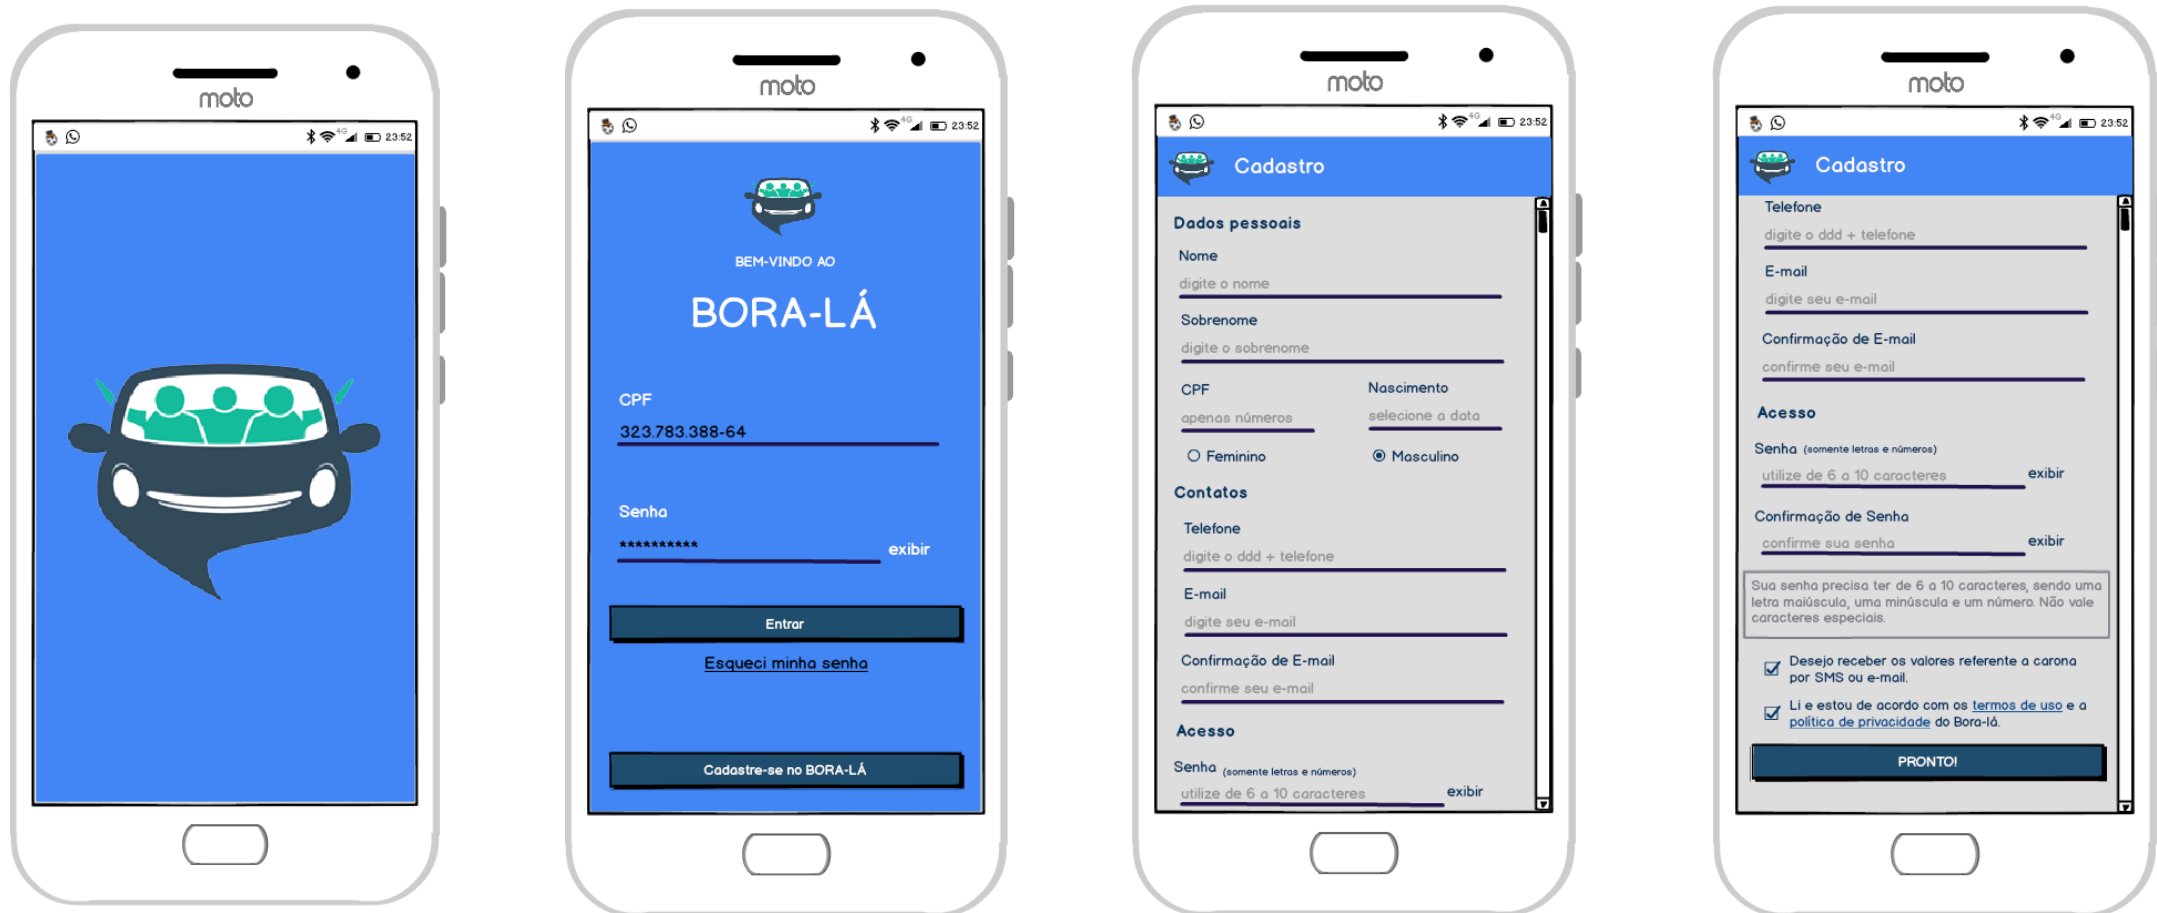 moto
4G 23:52
moto
4G 23:52
BEM-VINDO AO
BORA-LÁ
CPF
323.783.388-64
Senha
**********
exibir
Entrar
Esqueci minha senha
Cadastre-se no BORA-LÁ
moto
4G 23:52
Cadastro
Dados pessoais
Nome
digite o nome
Sobrenome
digite o sobrenome
CPF
Nascimento
apenas números
selecione a data
Feminino
Masculino
Contatos
Telefone
digite o ddd + telefone
E-mail
digite seu e-mail
Confirmação de E-mail
confirme seu e-mail
Acesso
Senha (somente letras e números)
utilize de 6 a 10 caracteres
exibir
moto
4G 23:52
Cadastro
Telefone
digite o ddd + telefone
E-mail
digite seu e-mail
Confirmação de E-mail
confirme seu e-mail
Acesso
Senha (somente letras e números)
utilize de 6 a 10 caracteres
exibir
Confirmação de Senha
confirme sua senha
exibir
Sua senha precisa ter de 6 a 10 caracteres, sendo uma
letra maiúscula, uma minúscula e um número. Não vale
caracteres especiais.
Desejo receber os valores referente a carona
por SMS ou e-mail.
Li e estou de acordo com os termos de uso e a
política de privacidade do Bora-lá.
PRONTO!